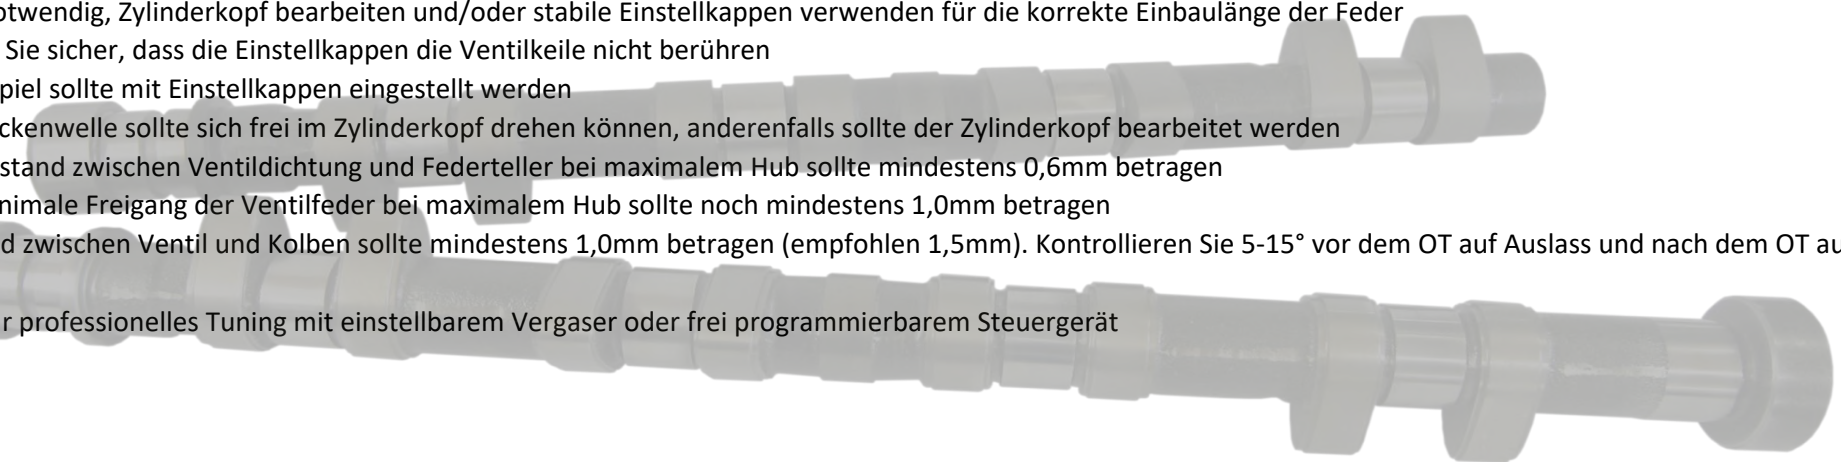 otwendig, Zylinderkopf bearbeiten und/oder stabile Einstellkappen verwenden für die korrekte Einbaulänge der Feder
Sie sicher, dass die Einstellkappen die Ventilkeile nicht berühren
piel sollte mit Einstellkappen eingestellt werden
ckenwelle sollte sich frei im Zylinderkopf drehen können, anderenfalls sollte der Zylinderkopf bearbeitet werden
stand zwischen Ventildichtung und Federteller bei maximalem Hub sollte mindestens 0,6mm betragen
nimale Freigang der Ventilfeder bei maximalem Hub sollte noch mindestens 1,0mm betragen
d zwischen Ventil und Kolben sollte mindestens 1,0mm betragen (empfohlen 1,5mm). Kontrollieren Sie 5-15° vor dem OT auf Auslass und nach dem OT au
r professionelles Tuning mit einstellbarem Vergaser oder frei programmierbarem Steuergerät